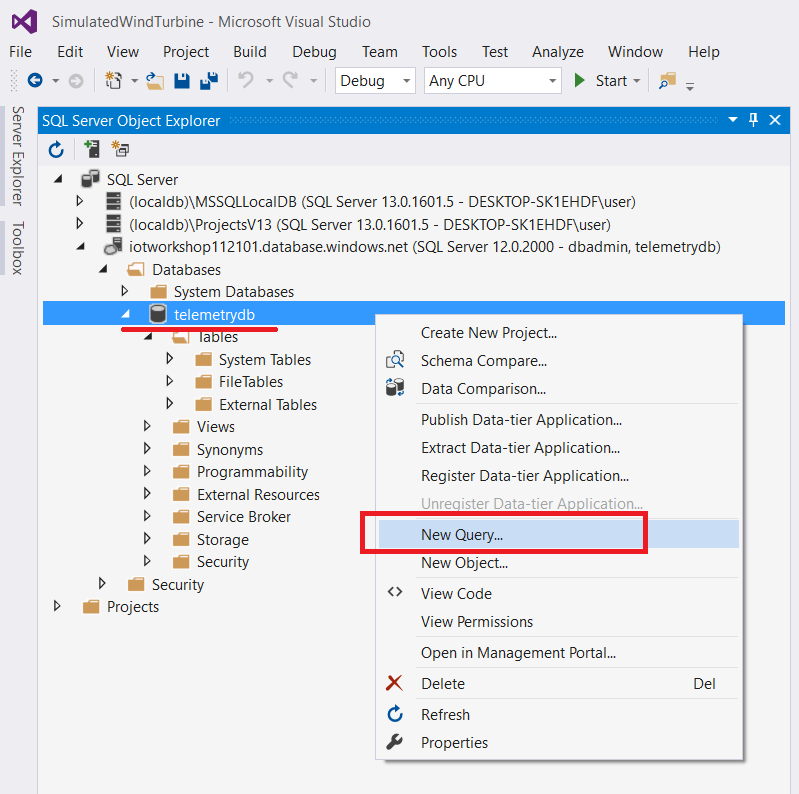 SimulatedWindTurbine - Microsoft Visual Studio
File Edit View Project Build Debug Team Tools Test Analyze Window Help
Debug Any CPU Start
Server Explorer
Toolbox
SQL Server Object Explorer
SQL Server
(localdb)\MSSQLLocalDB (SQL Server 13.0.1601.5 - DESKTOP-SK1EHDF\user)
(localdb)\ProjectsV13 (SQL Server 13.0.1601.5 - DESKTOP-SK1EHDF\user)
iotworkshop112101.database.windows.net (SQL Server 12.0.2000 - dbadmin, telemetrydb)
Databases
System Databases
telemetrydb
Tables
System Tables
FileTables
External Tables
Views
Synonyms
Programmability
External Resources
Service Broker
Storage
Security
Security
Projects
Create New Project...
Schema Compare...
Data Comparison...
Publish Data-tier Application...
Extract Data-tier Application...
Register Data-tier Application...
Unregister Data-tier Application...
New Query...
New Object...
View Code
View Permissions
Open in Management Portal...
Delete Del
Refresh
Properties